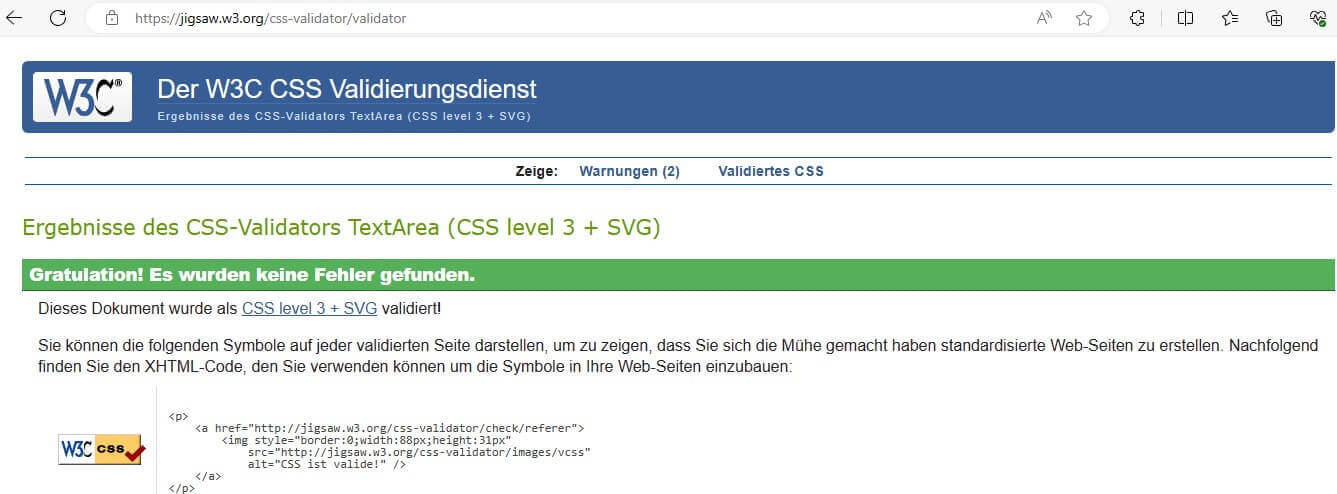 https://jigsaw.w3.org/css-validator/validator
W3C® Der W3C CSS Validierungsdienst
Ergebnisse des CSS-Validators TextArea (CSS level 3 + SVG)
Zeige: Warnungen (2) Validiertes CSS
Ergebnisse des CSS-Validators TextArea (CSS level 3 + SVG)
Gratulation! Es wurden keine Fehler gefunden.
Dieses Dokument wurde als CSS level 3 + SVG validiert!
Sie können die folgenden Symbole auf jeder validierten Seite darstellen, um zu zeigen, dass Sie sich die Mühe gemacht haben standardisierte Web-Seiten zu erstellen. Nachfolgend
finden Sie den XHTML-Code, den Sie verwenden können um die Symbole in Ihre Web-Seiten einzubauen:
W3C css
<p>
<a href="http://jigsaw.w3.org/css-validator/check/referer">
<img style="border:0;width:88px;height:31px"
src="http://jigsaw.w3.org/css-validator/images/vcss"
alt="CSS ist valide!" />
</a>
</p>